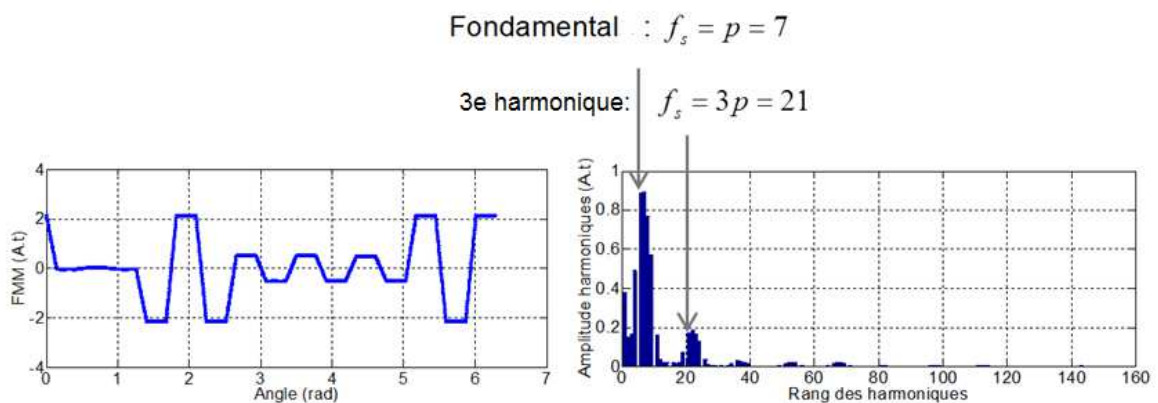 Fondamental : f_s = p = 7
3e harmonique: f_s = 3p = 21
4
2
0
-2
-4
FMM (A.t)
0 1 2 3 4 5 6 7
Angle (rad)
1
0.8
0.6
0.4
0.2
0
Amplitude harmoniques (A.t)
0 20 40 60 80 100 120 140 160
Rang des harmoniques